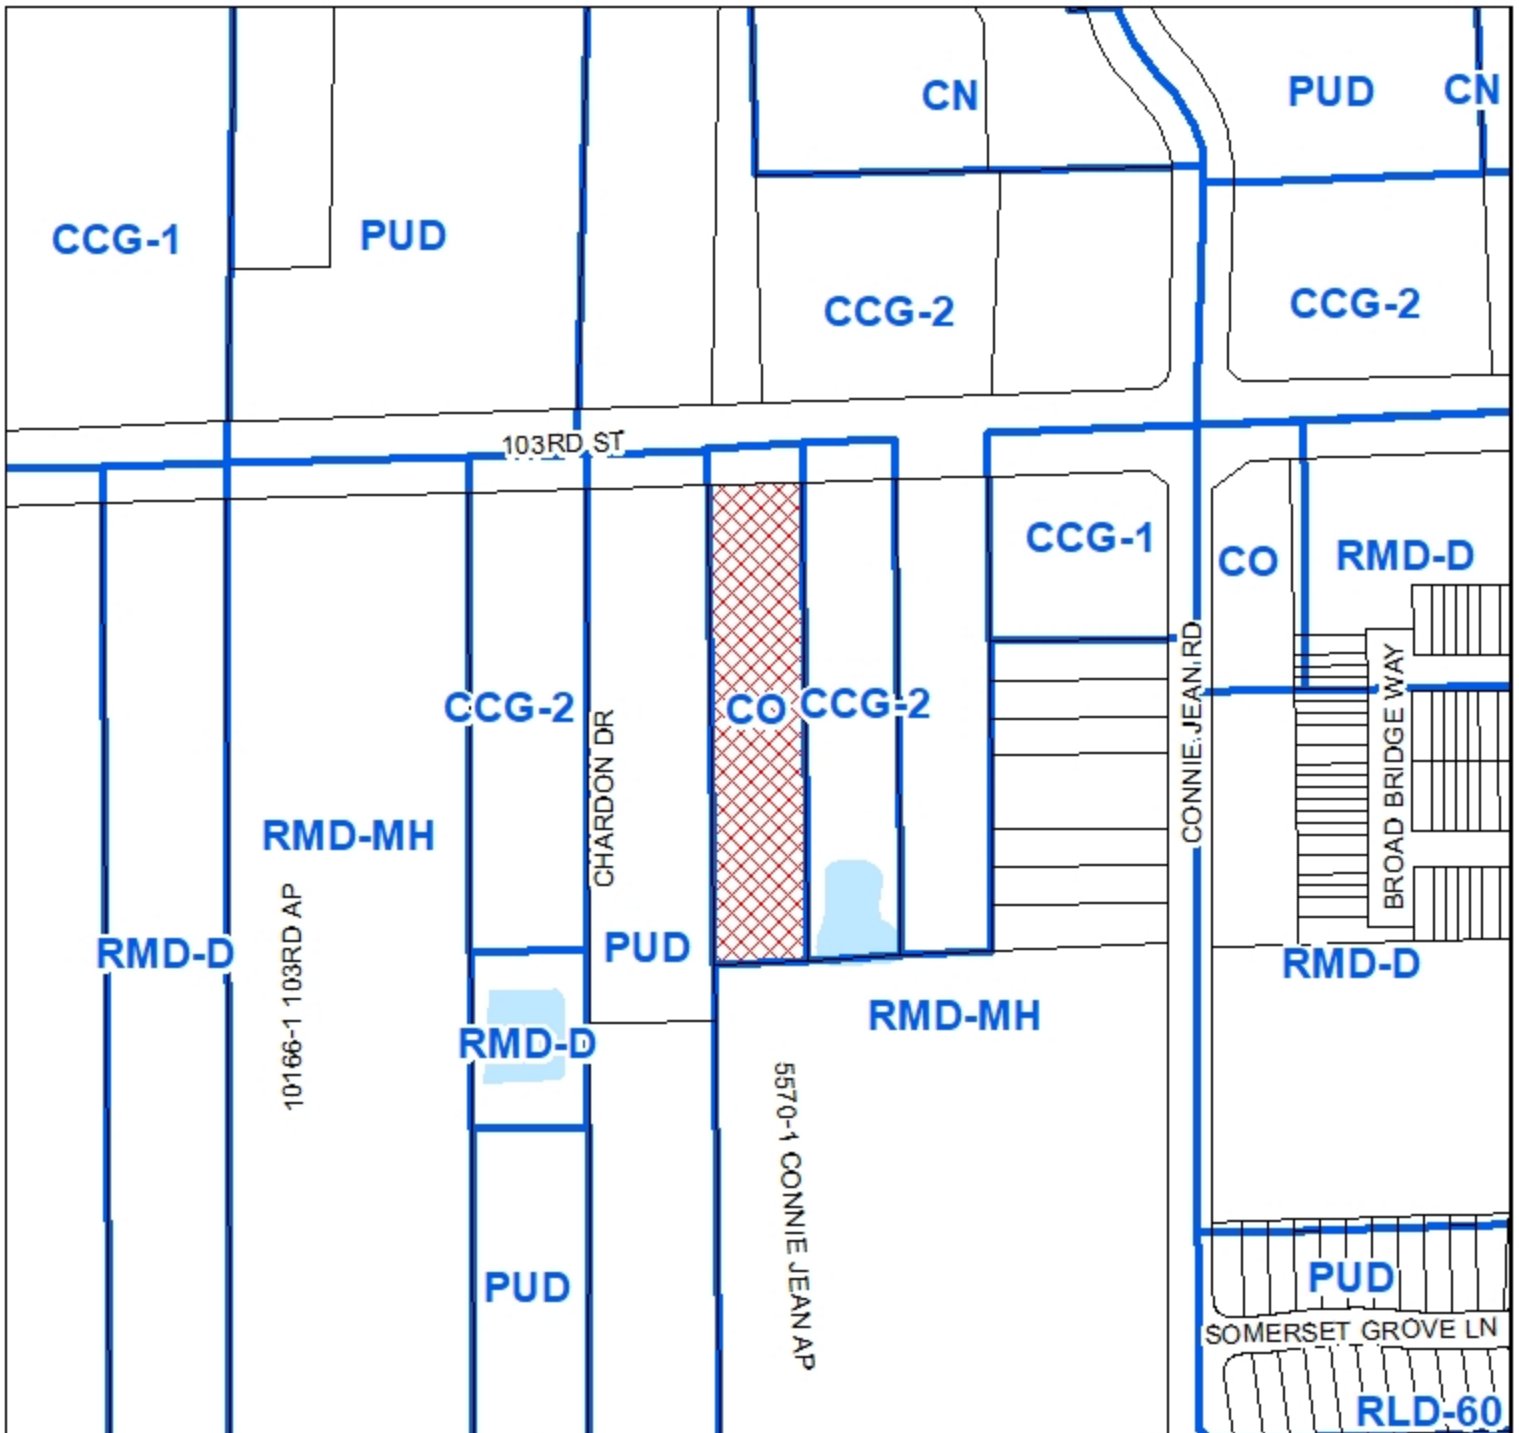 CN
PUD
CN
CCG-1
PUD
CCG-2
CCG-2
103RD ST
CCG-1
CO
RMD-D
CCG-2
CO
CCG-2
CHARDON DR
CONNIE JEAN RD
BROAD BRIDGE WAY
RMD-MH
RMD-D
10166-1 103RD AP
PUD
RMD-D
RMD-MH
RMD-D
5570-1 CONNIE JEAN AP
PUD
PUD
SOMERSET GROVE LN
RLD-60